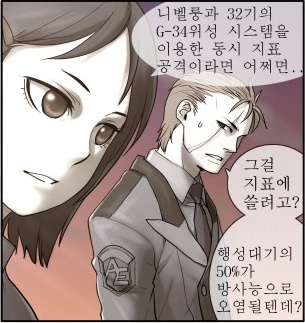 니벨룽과 32기의
G-34위성 시스템을
이용한 동시 지표
공격이라면 어쩌면..
그걸
지표에
쓸려고?
AE
행성대기의
50%가
방사능으로
오염될텐데?